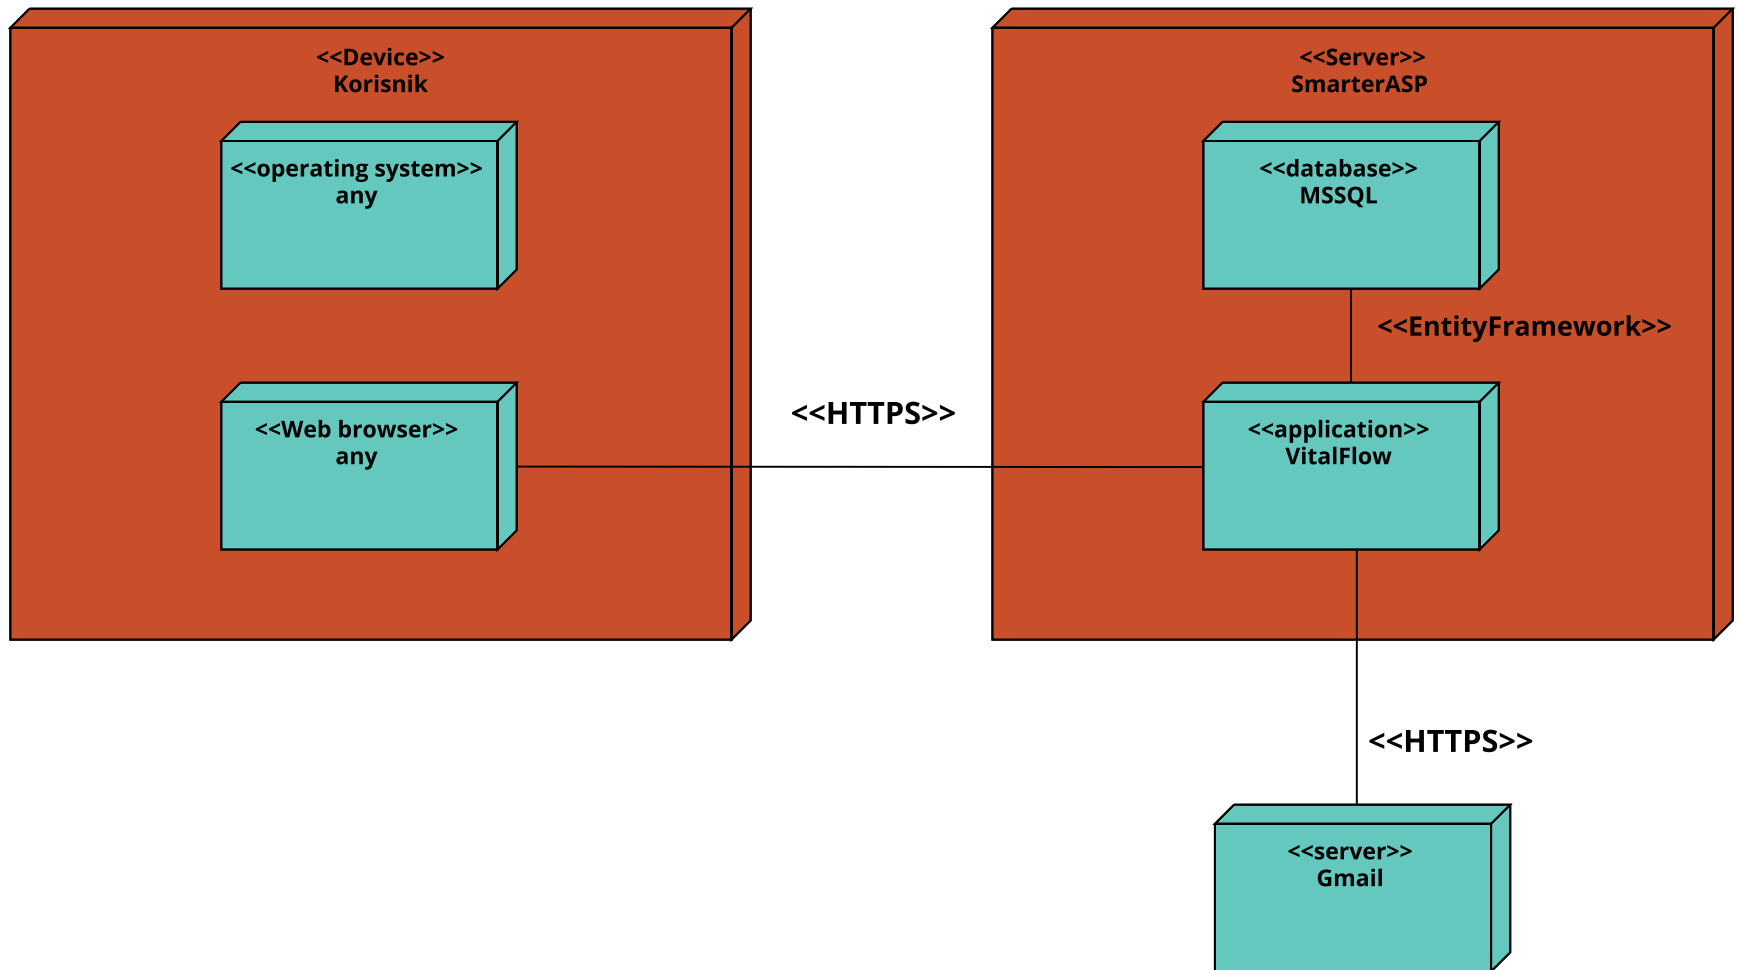 <<Device>>
Korisnik
<<operating system>>
any
<<Web browser>>
any
<<HTTPS>>
<<Server>>
SmarterASP
<<database>>
MSSQL
<<EntityFramework>>
<<application>>
VitalFlow
<<HTTPS>>
<<server>>
Gmail